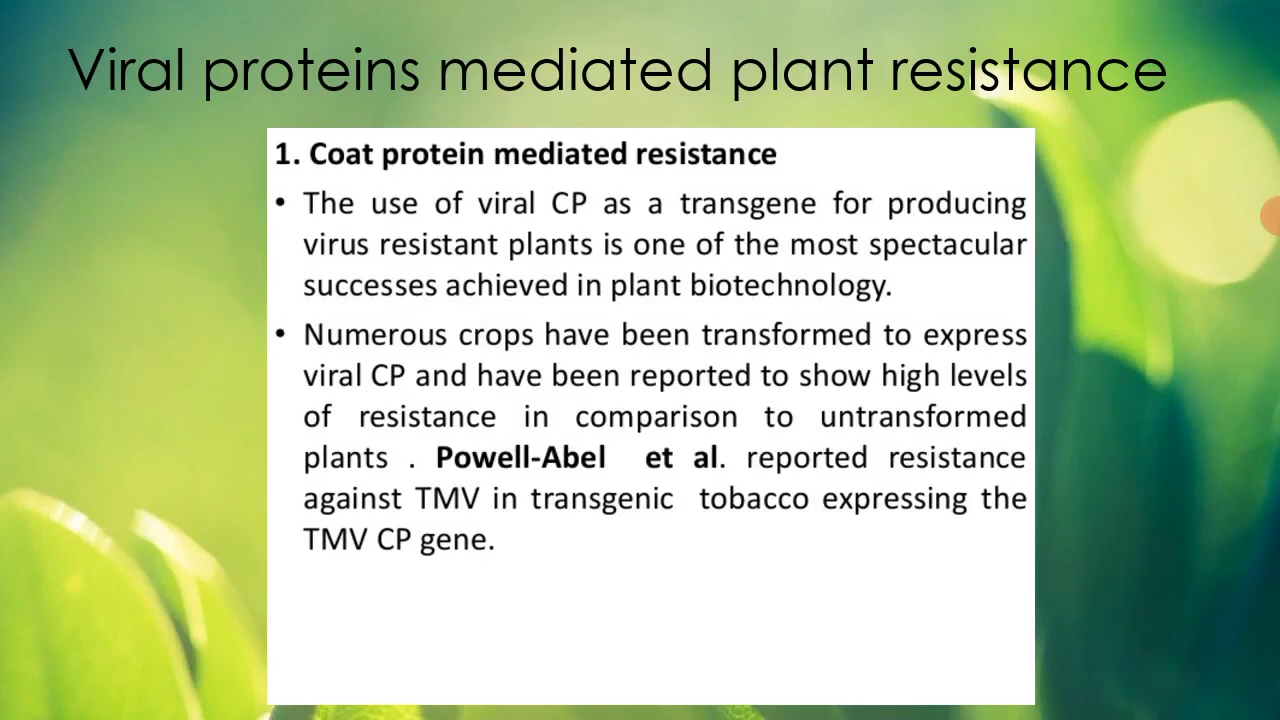 Viral proteins mediated plant resistance
1. Coat protein mediated resistance
• The use of viral CP as a transgene for producing
virus resistant plants is one of the most spectacular
successes achieved in plant biotechnology.
• Numerous crops have been transformed to express
viral CP and have been reported to show high levels
of resistance in comparison to untransformed
plants . Powell-Abel et al. reported resistance
against TMV in transgenic tobacco expressing the
TMV CP gene.